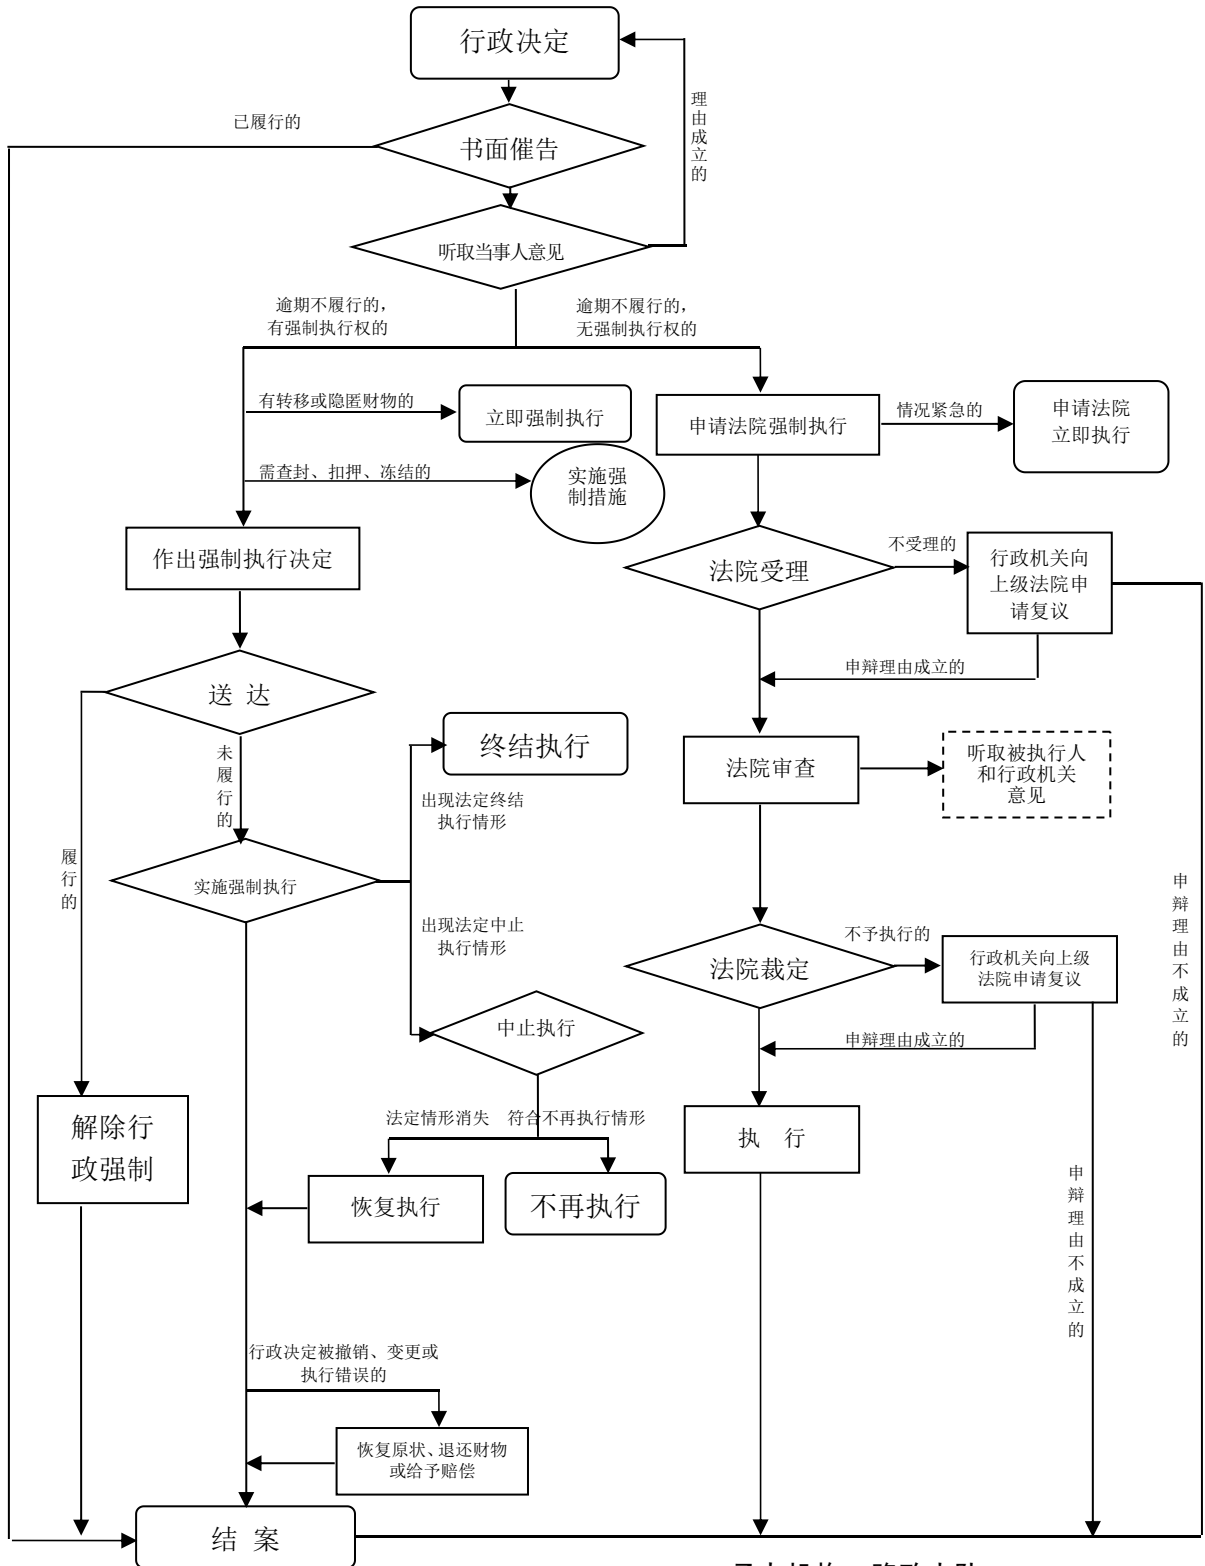 行政决定
理由成立的
已履行的
书面催告
听取当事人意见
逾期不履行的，
有强制执行权的
逾期不履行的，
无强制执行权的
有转移或隐匿财物的
立即强制执行
申请法院强制执行
情况紧急的
申请法院
立即执行
需查封、扣押、冻结的
实施强
制措施
作出强制执行决定
法院受理
不受理的
行政机关向
上级法院申
请复议
申辩理由成立的
送 达
未履行的
终结执行
法院审查
听取被执行人
和行政机关
意见
出现法定终结
执行情形
履行的
实施强制执行
申辩理由不成立的
出现法定中止
执行情形
不予执行的
法院裁定
行政机关向上级
法院申请复议
中止执行
申辩理由成立的
解除行
政强制
法定情形消失
符合不再执行情形
执 行
恢复执行
不再执行
申辩理由不成立的
行政决定被撤销、变更或
执行错误的
恢复原状、退还财物
或给予赔偿
结 案